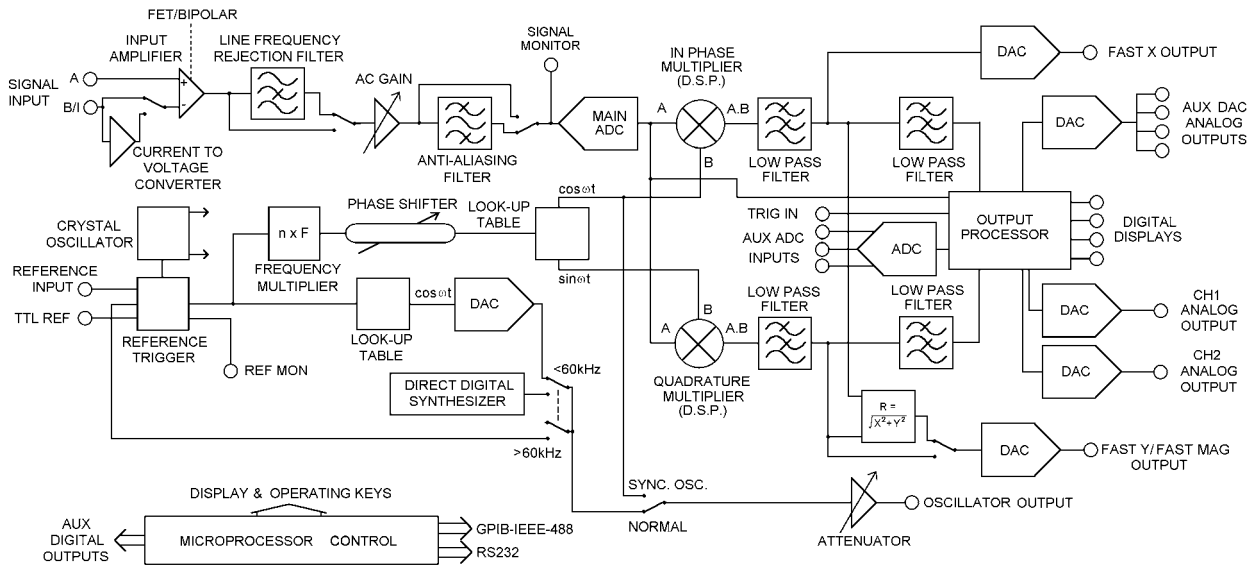 FET/BIPOLAR
INPUT
AMPLIFIER
LINE FREQUENCY
REJECTION FILTER
SIGNAL
INPUT
A
B/I
+
-
CURRENT TO
VOLTAGE
CONVERTER
AC GAIN
ANTI-ALIASING
FILTER
SIGNAL
MONITOR
MAIN
ADC
IN PHASE
MULTIPLIER
(D.S.P.)
A
A.B
B
LOW PASS
FILTER
LOW PASS
FILTER
DAC
FAST X OUTPUT
DAC
AUX DAC
ANALOG
OUTPUTS
CRYSTAL
OSCILLATOR
REFERENCE
INPUT
TTL REF
REFERENCE
TRIGGER
REF MON
n x F
FREQUENCY
MULTIPLIER
PHASE SHIFTER
LOOK-UP
TABLE
cosωt
sinωt
LOOK-UP
TABLE
cosωt
DAC
TRIG IN
AUX ADC
INPUTS
ADC
OUTPUT
PROCESSOR
DIGITAL
DISPLAYS
A
B
A.B
QUADRATURE
MULTIPLIER
(D.S.P.)
LOW PASS
FILTER
LOW PASS
FILTER
DAC
CH1
ANALOG
OUTPUT
DAC
CH2
ANALOG
OUTPUT
<60kHz
DIRECT DIGITAL
SYNTHESIZER
>60kHz
R =
√X²+Y²
DAC
FAST Y/FAST MAG
OUTPUT
SYNC. OSC.
NORMAL
ATTENUATOR
OSCILLATOR OUTPUT
DISPLAY & OPERATING KEYS
AUX
DIGITAL
OUTPUTS
MICROPROCESSOR CONTROL
GPIB-IEEE-488
RS232